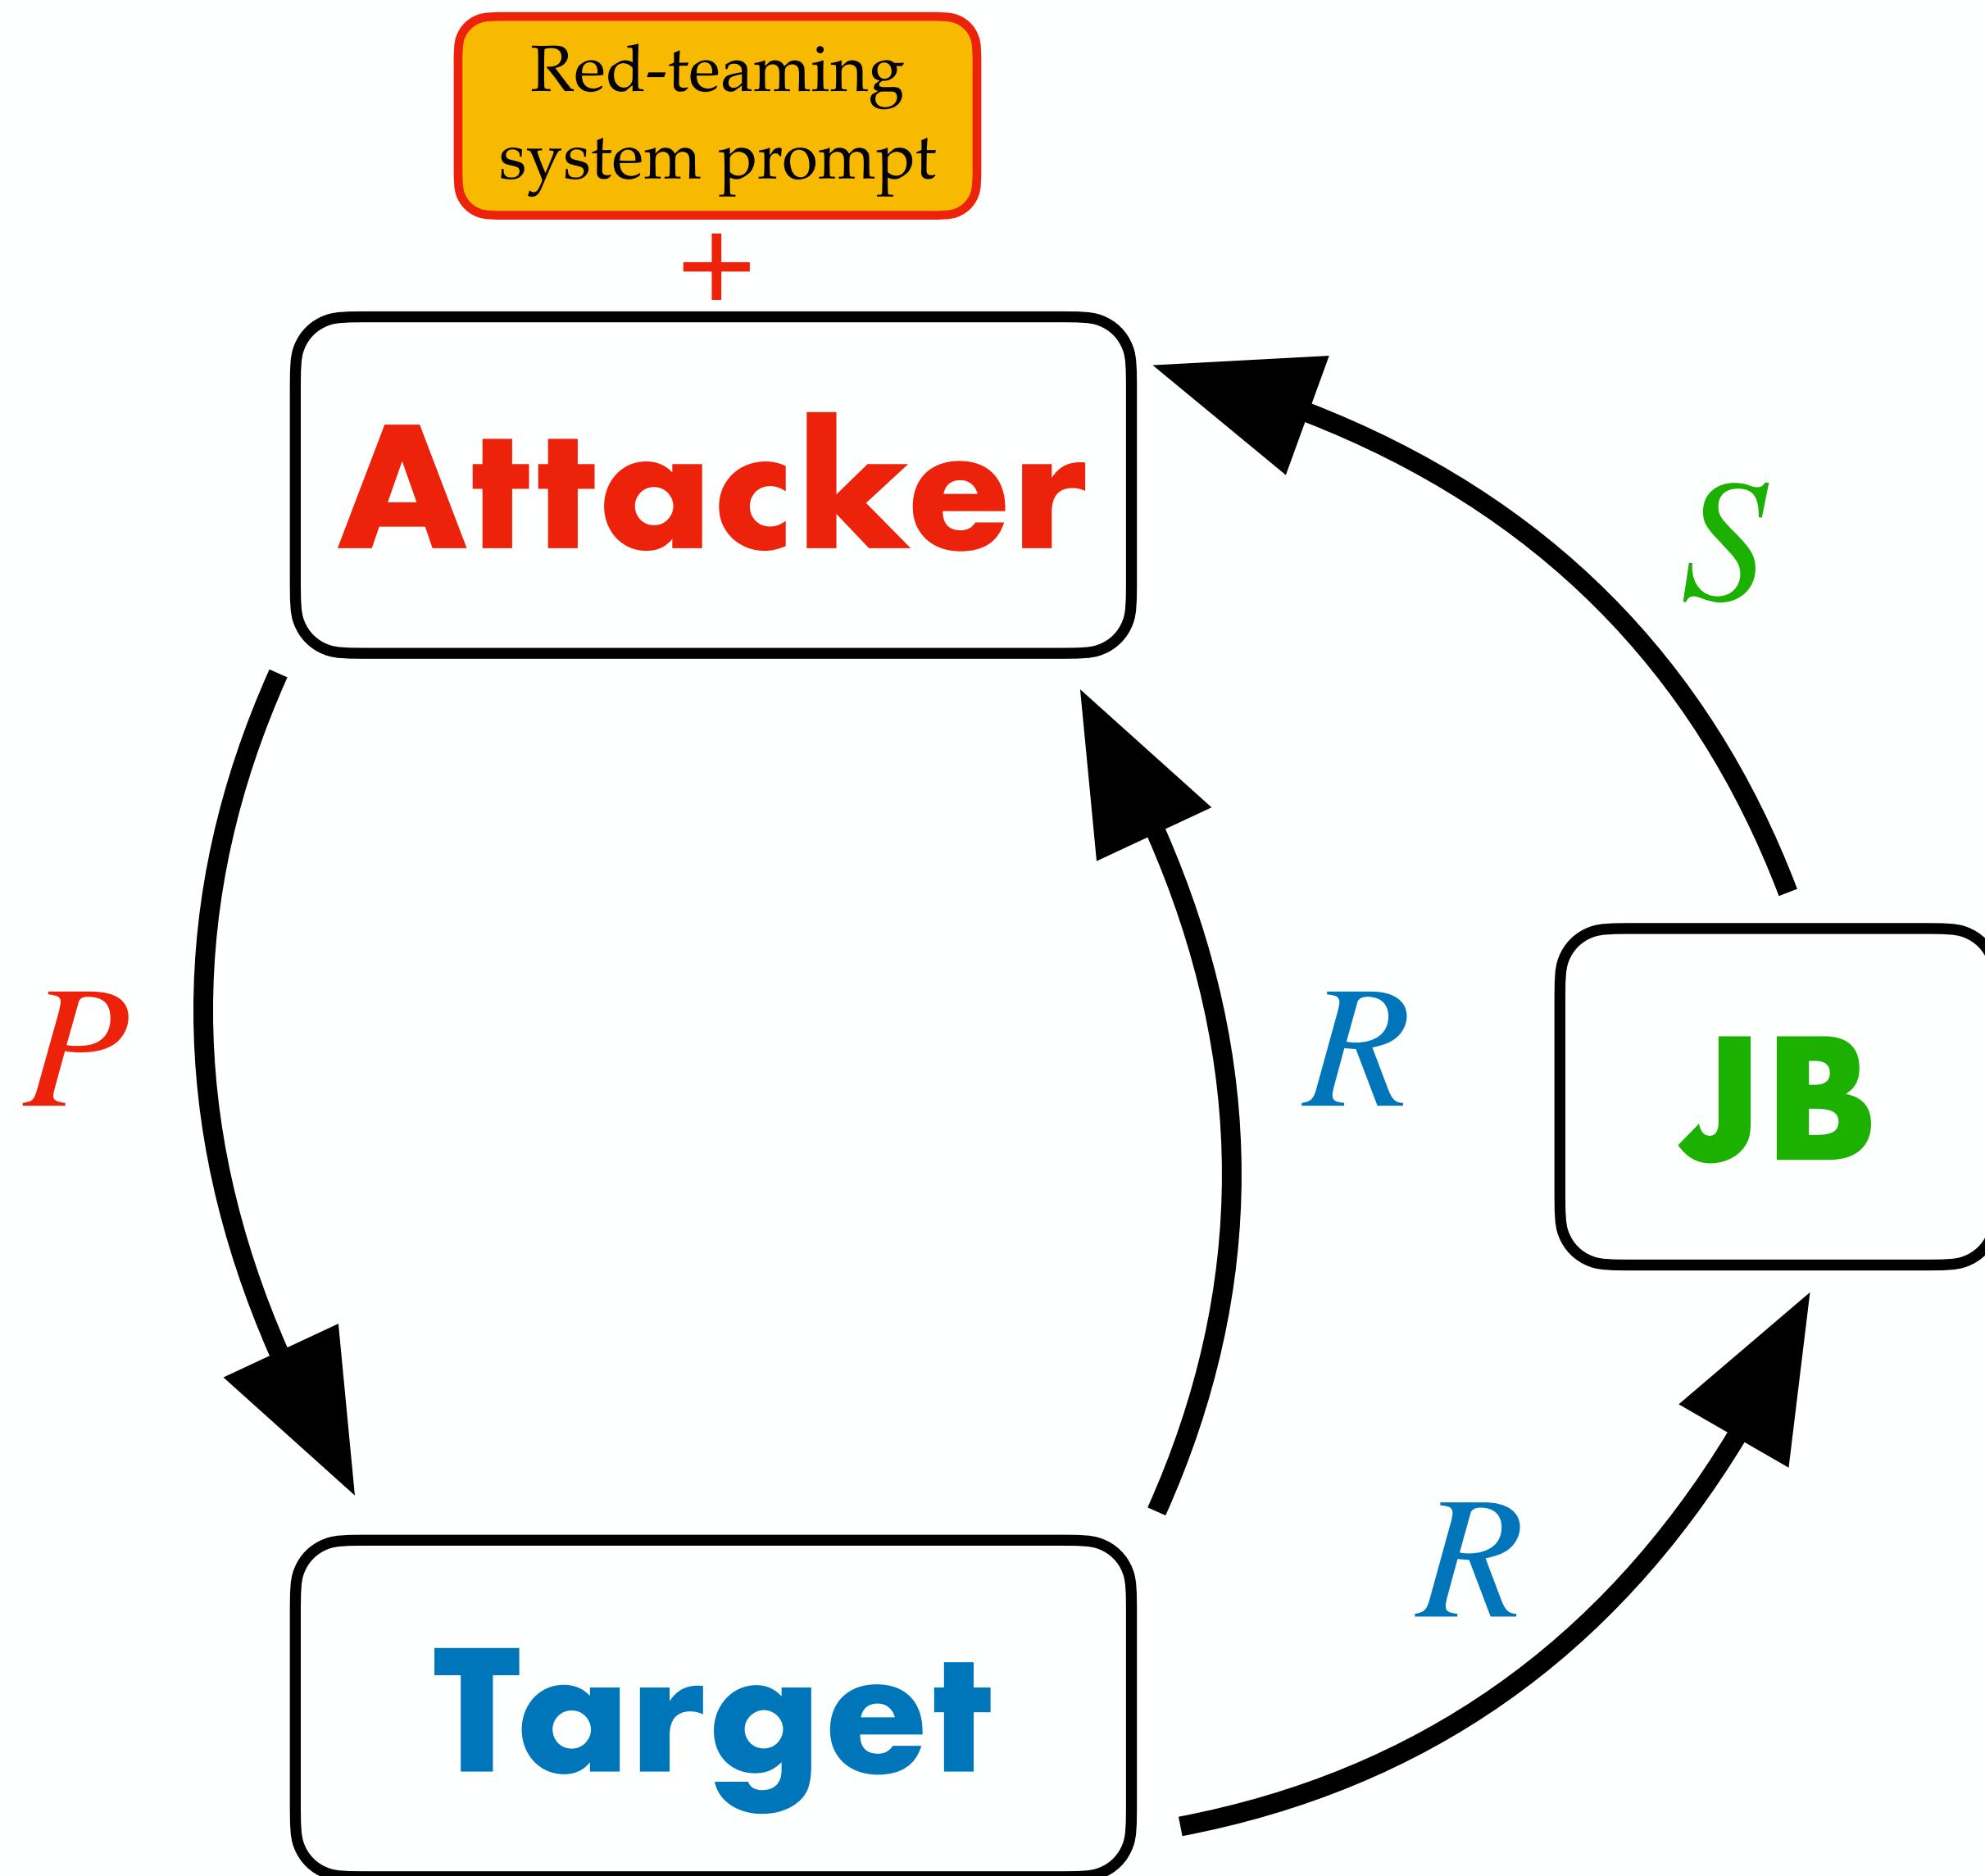 Red-teaming
system prompt
+
Attacker
S
P
R
JB
R
Target